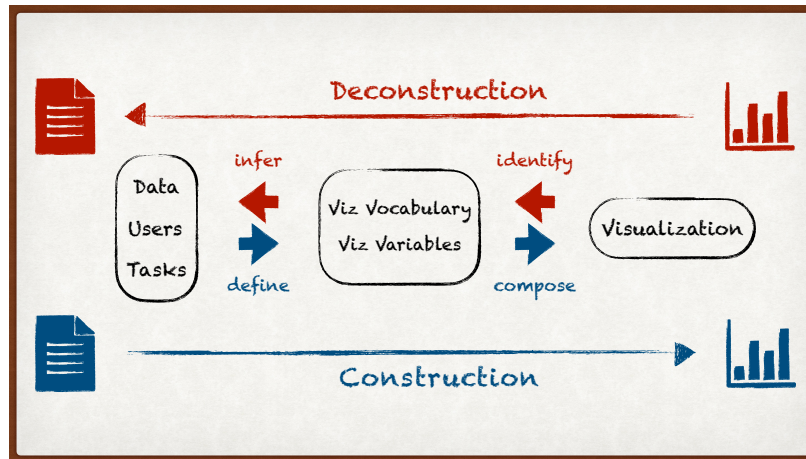 Deconstruction
infer
identify
Data
Users
Tasks
Viz Vocabulary
Viz Variables
Visualization
define
compose
Construction